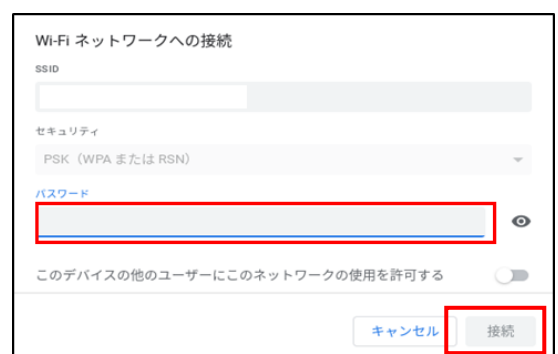 Wi-Fi ネットワークへの接続
SSID
セキュリティ
PSK（WPA または RSN）
パスワード
このデバイスの他のユーザーにこのネットワークの使用を許可する
キャンセル
接続